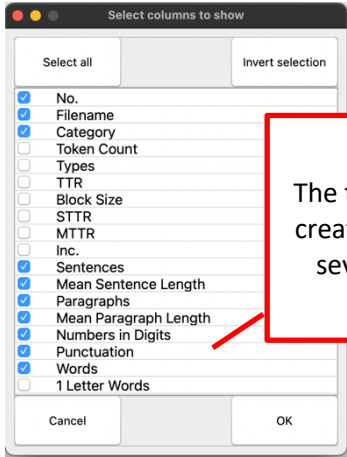 Select columns to show
Select all
Invert selection
No.
Filename
Category
Token Count
Types
TTR
Block Size
STTR
MTTR
Inc.
Sentences
Mean Sentence Length
Paragraphs
Mean Paragraph Length
Numbers in Digits
Punctuation
Words
1 Letter Words
The
Cancel
OK